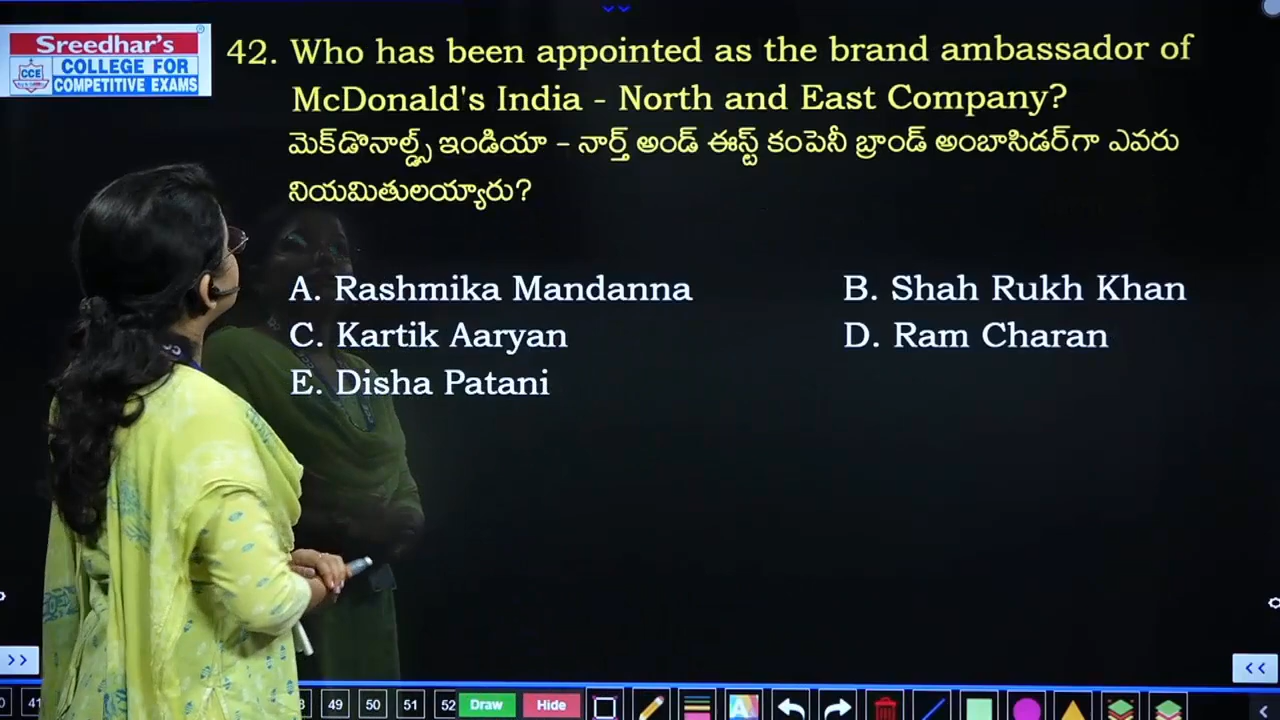 Sreedhar's
CCE
COLLEGE FOR
COMPETITIVE EXAMS
42. Who has been appointed as the brand ambassador of
McDonald's India - North and East Company?
మెక్‌డొనాల్డ్స్ ఇండియా – నార్త్ అండ్ ఈస్ట్ కంపెనీ బ్రాండ్ అంబాసిడర్‌గా ఎవరు
నియమితులయ్యారు?
A. Rashmika Mandanna B. Shah Rukh Khan
C. Kartik Aaryan D. Ram Charan
E. Disha Patani
>> <<
41 49 50 51 52 Draw Hide